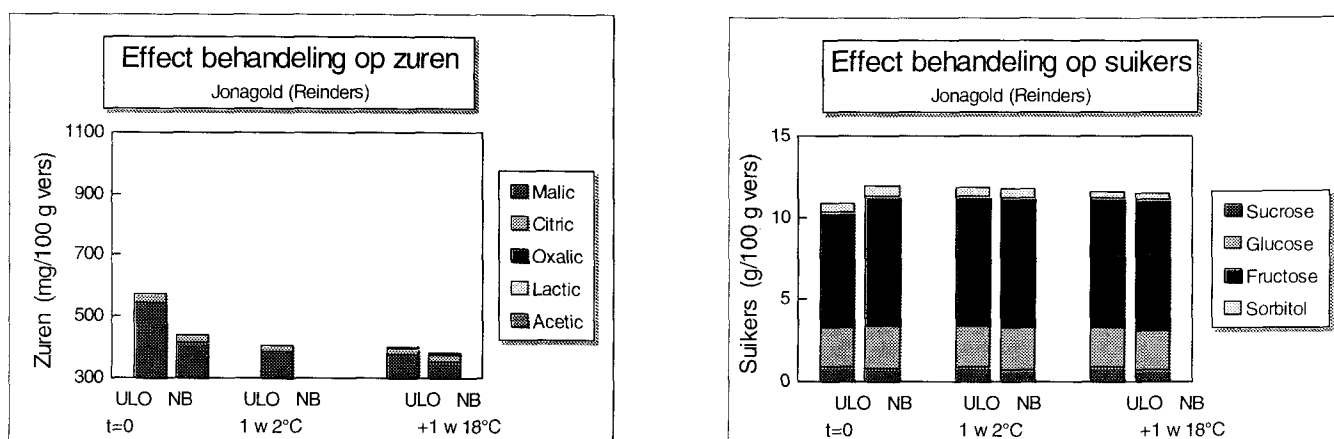 Effect behandeling op zuren
Jonagold (Reinders)
Zuren (mg/100 g vers)
1100
900
700
500
300
ULO NB ULO NB ULO NB
t=0 1 w 2°C +1 w 18°C
Malic
Citric
Oxalic
Lactic
Acetic
Effect behandeling op suikers
Jonagold (Reinders)
Suikers (g/100 g vers)
15
10
5
0
ULO NB ULO NB ULO NB
t=0 1 w 2°C +1 w 18°C
Sucrose
Glucose
Fructose
Sorbitol